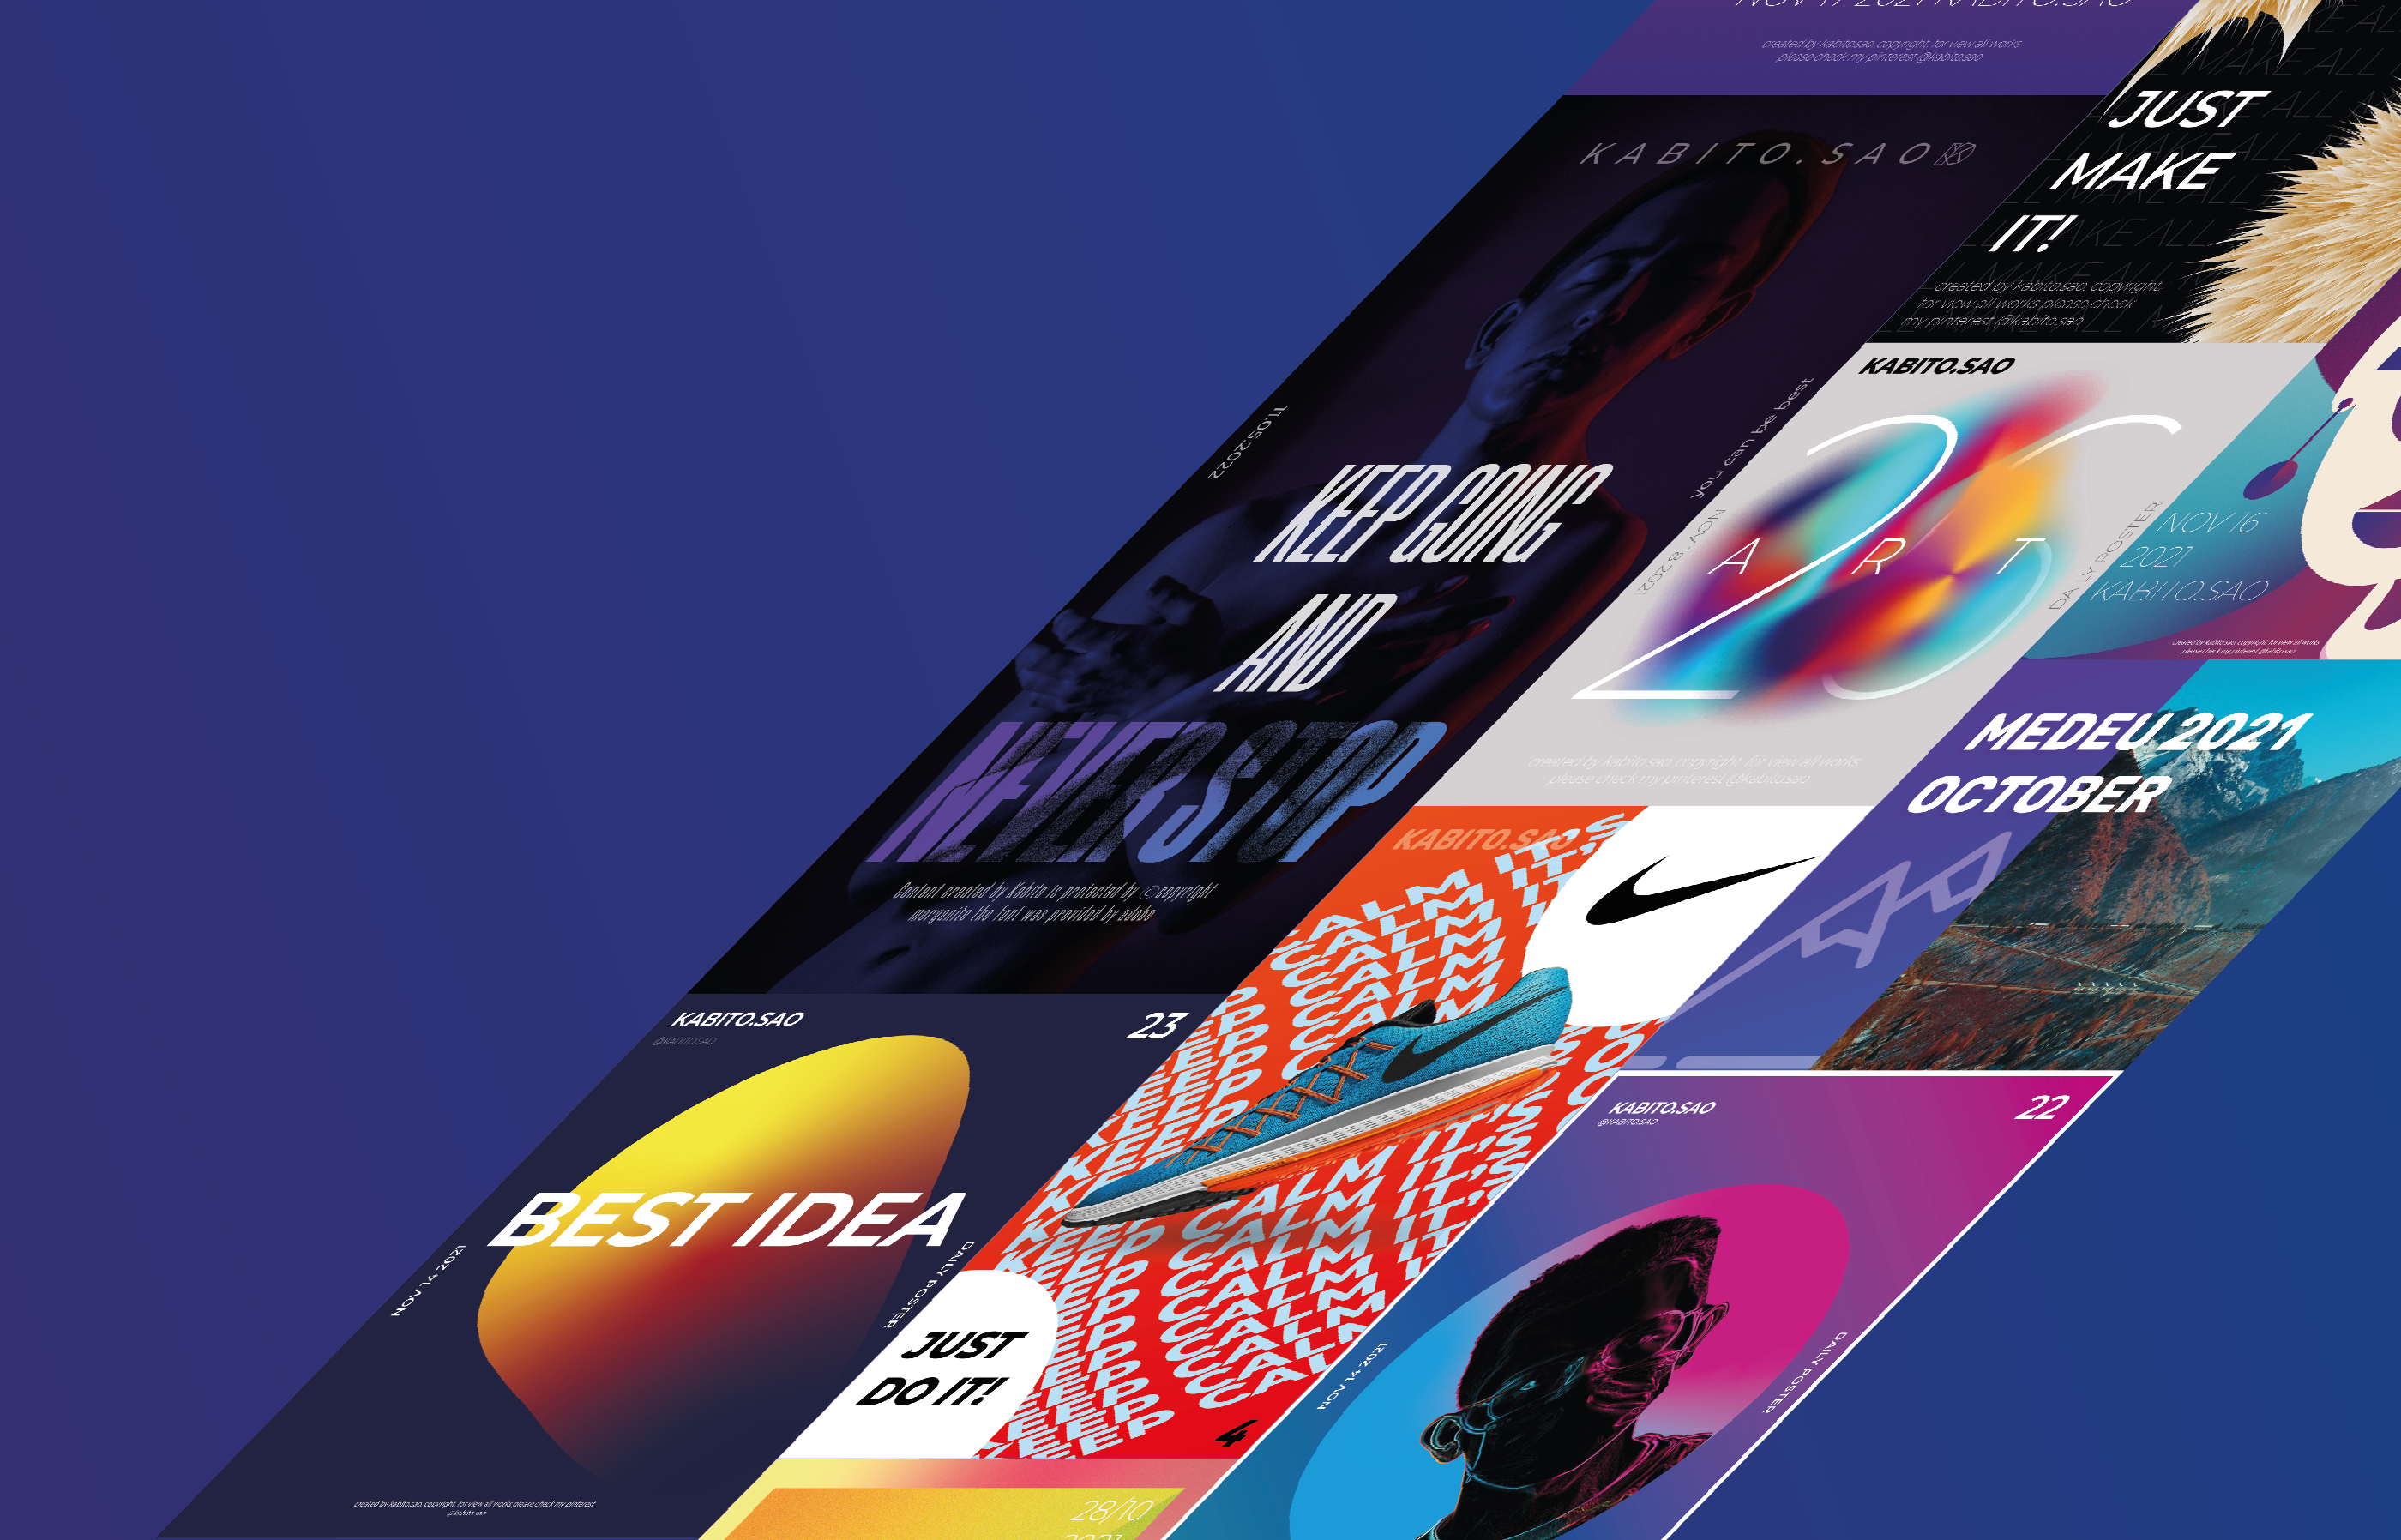 NOV 17 2021 KABITO.SAO
created by kabito.sao. copyright. for view all works
please check my pinterest @kabito.sao
KABITO.SAO
11.05.2022
you can be best
KEEP GOING
AND
NEVER STOP
Content created by Kabito is protected by @copyright
morganite the font was provided by adobe
MAKE ALL
JUST
MAKE
IT!
created by kabito.sao. copyright.
for view all works please check
my pinterest @kabito.sao
KABITO.SAO
26
ART
NOV - 8 2021
DAILY POSTER
created by kabito.sao. copyright. for view all works
please check my pinterest @kabito.sao
NOV 16
2021
KABITO.SAO
created by kabito.sao. copyright. for view all works
please check my pinterest @kabito.sao
MEDEU 2021
OCTOBER
KABITO.SAO
KEEP CALM IT'S
JUST
DO IT!
4
KABITO.SAO
@KABITO.SAO
23
BEST IDEA
NOV 14 2021
DAILY POSTER
created by kabito.sao. copyright. for view all works please check my pinterest
@kabito.sao
KABITO.SAO
@KABITO.SAO
22
NOV 14 2021
DAILY POSTER
28/10
2021